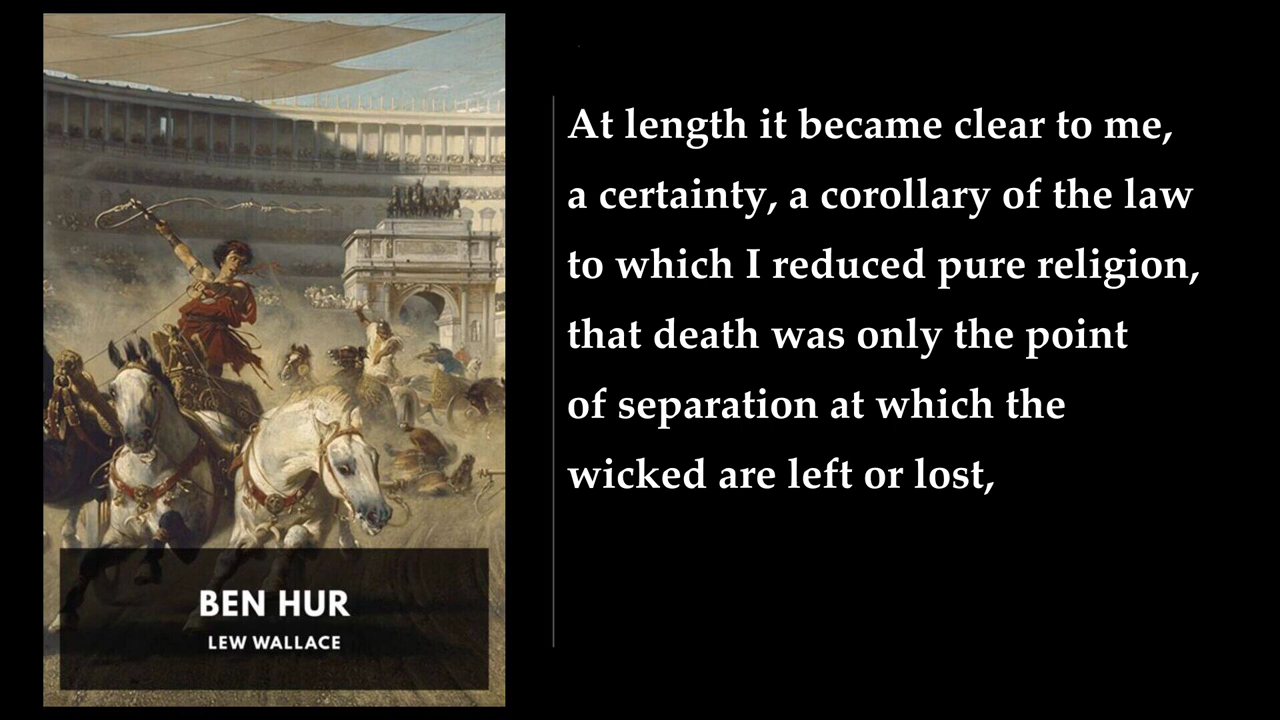 BEN HUR
LEW WALLACE
At length it became clear to me,
a certainty, a corollary of the law
to which I reduced pure religion,
that death was only the point
of separation at which the
wicked are left or lost,